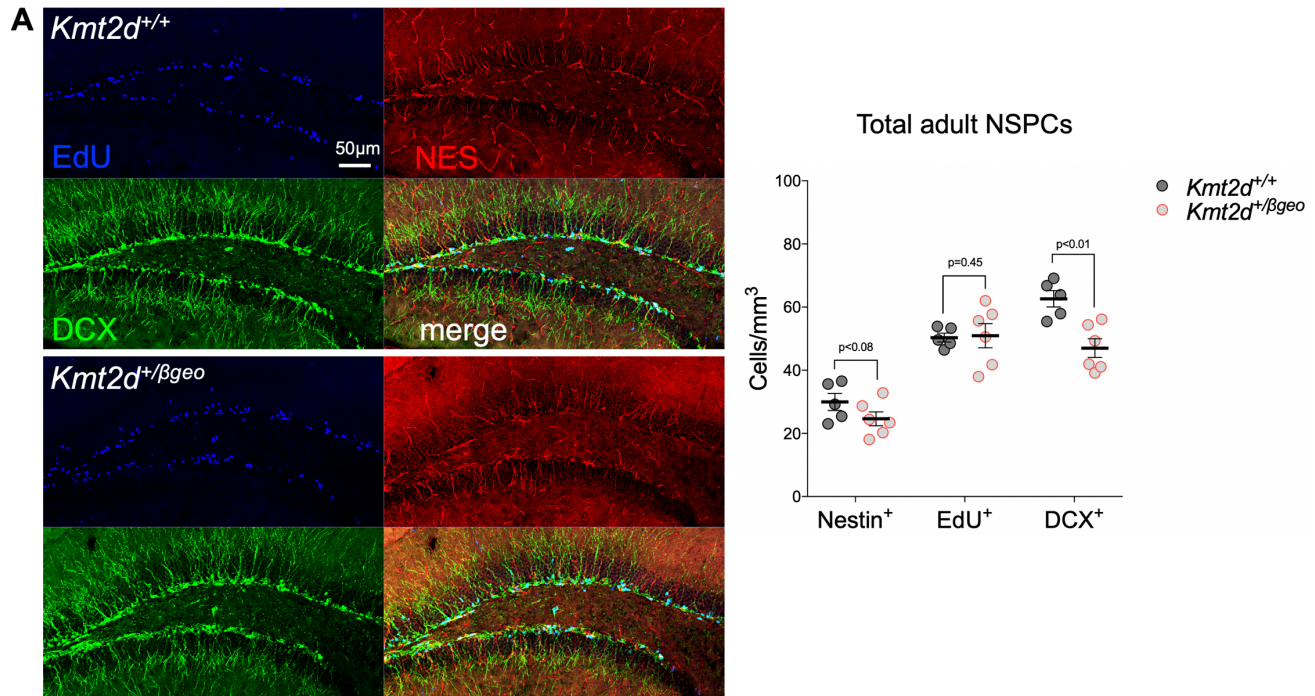 A
Kmt2d+/+
EdU
50µm
NES
DCX
merge
Kmt2d+/βgeo
Total adult NSPCs
Kmt2d+/+
Kmt2d+/βgeo
Cells/mm³
100
80
60
40
20
0
p<0.08
p=0.45
p<0.01
Nestin⁺
EdU⁺
DCX⁺